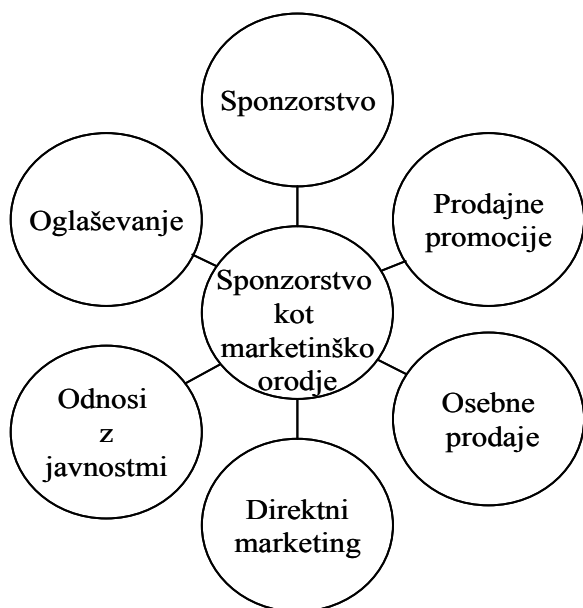 Sponzorstvo
Oglaševanje
Prodajne
promocije
Sponzorstvo
kot
marketinško
orodje
Odnosi
z
javnostmi
Osebne
prodaje
Direktni
marketing